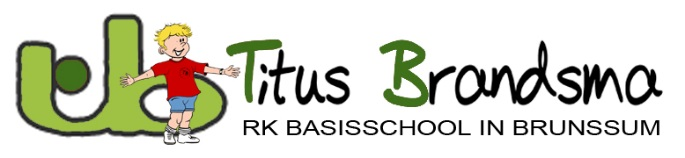 Titus Brandsma
RK BASISSCHOOL IN BRUNSSUM